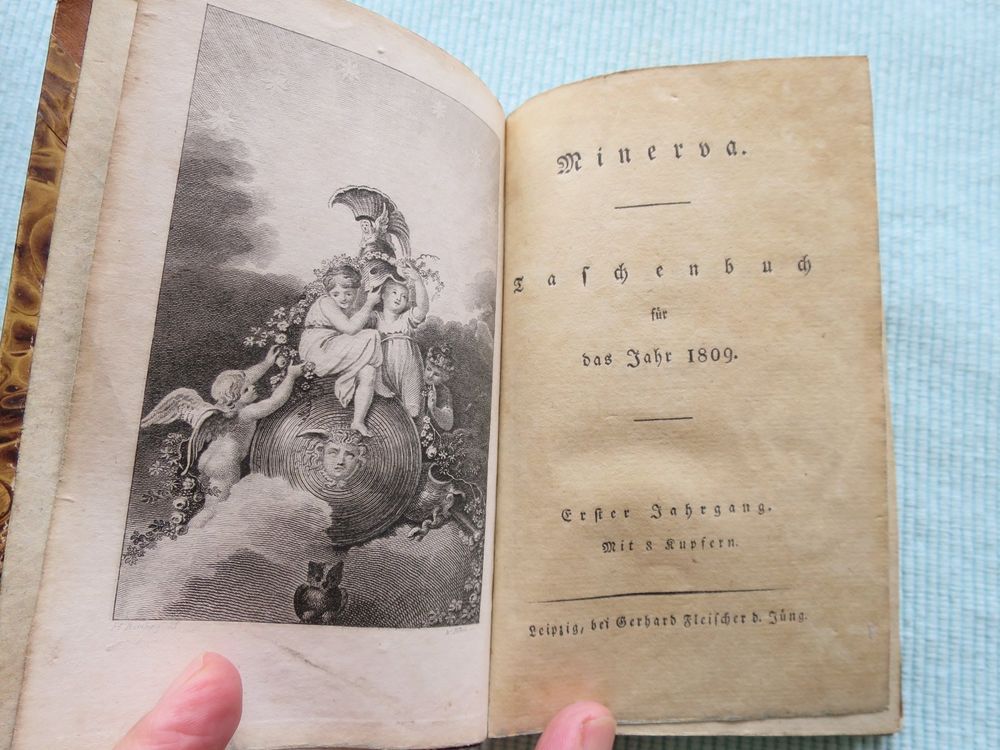 Minerva.
Taschenbuch
für
das Jahr 1809.
Erster Jahrgang.
Mit 8 Kupfern.
Leipzig, bei Gerhard Fleischer d. Jüng.